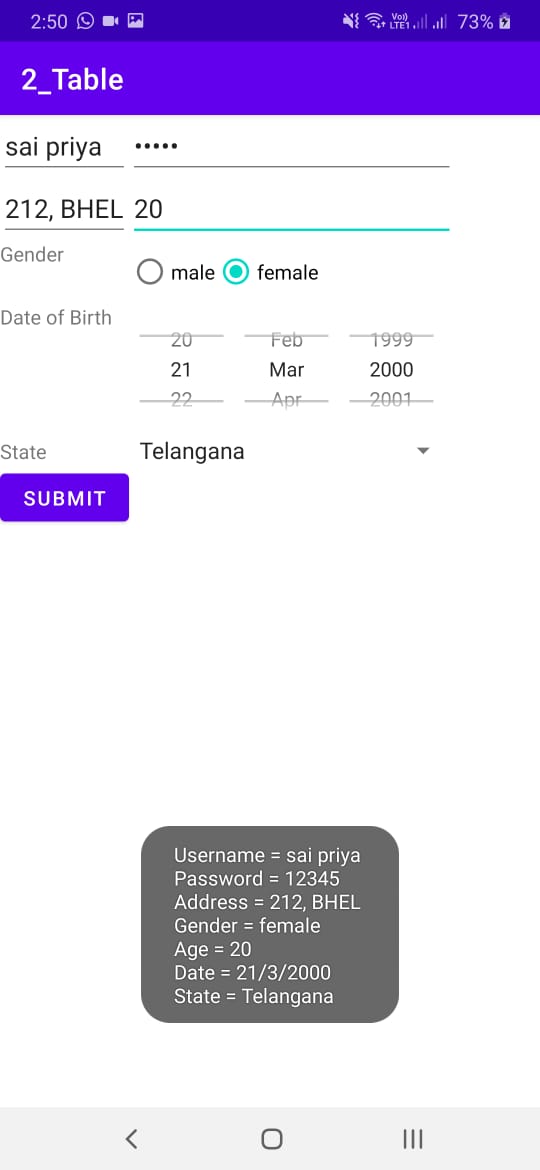 2:50 Vo)) LTE1 73%
2_Table
sai priya •••••
212, BHEL 20
Gender
male female
Date of Birth
20 Feb 1999
21 Mar 2000
22 Apr 2001
State Telangana
SUBMIT
Username = sai priya
Password = 12345
Address = 212, BHEL
Gender = female
Age = 20
Date = 21/3/2000
State = Telangana